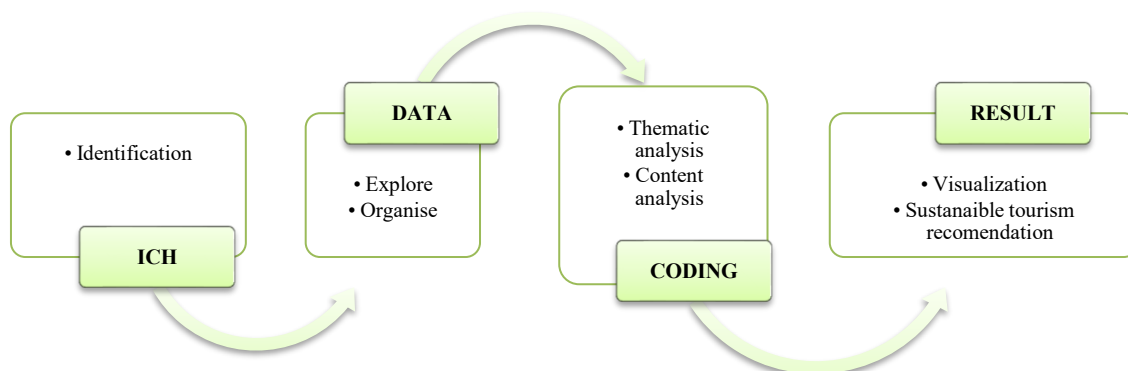 • Identification
ICH
DATA
• Explore
• Organise
• Thematic
analysis
• Content
analysis
CODING
RESULT
• Visualization
• Sustanaible tourism
recomendation